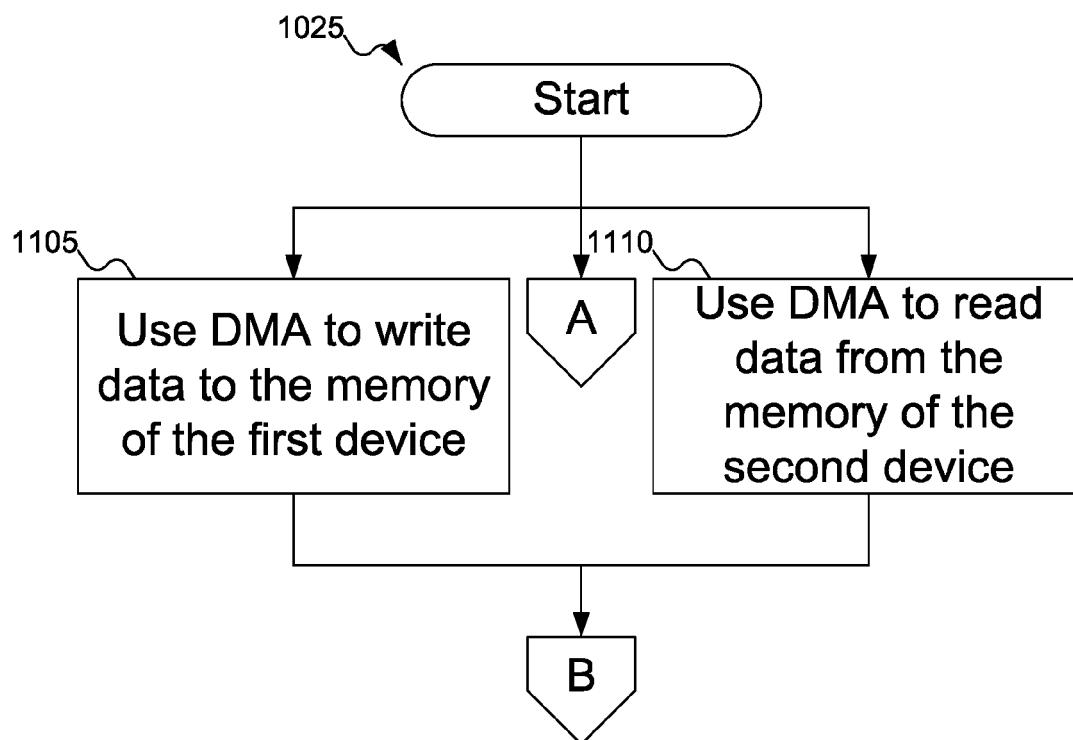 1025
Start
1105
Use DMA to write
data to the memory
of the first device
A
1110
Use DMA to read
data from the
memory of the
second device
B